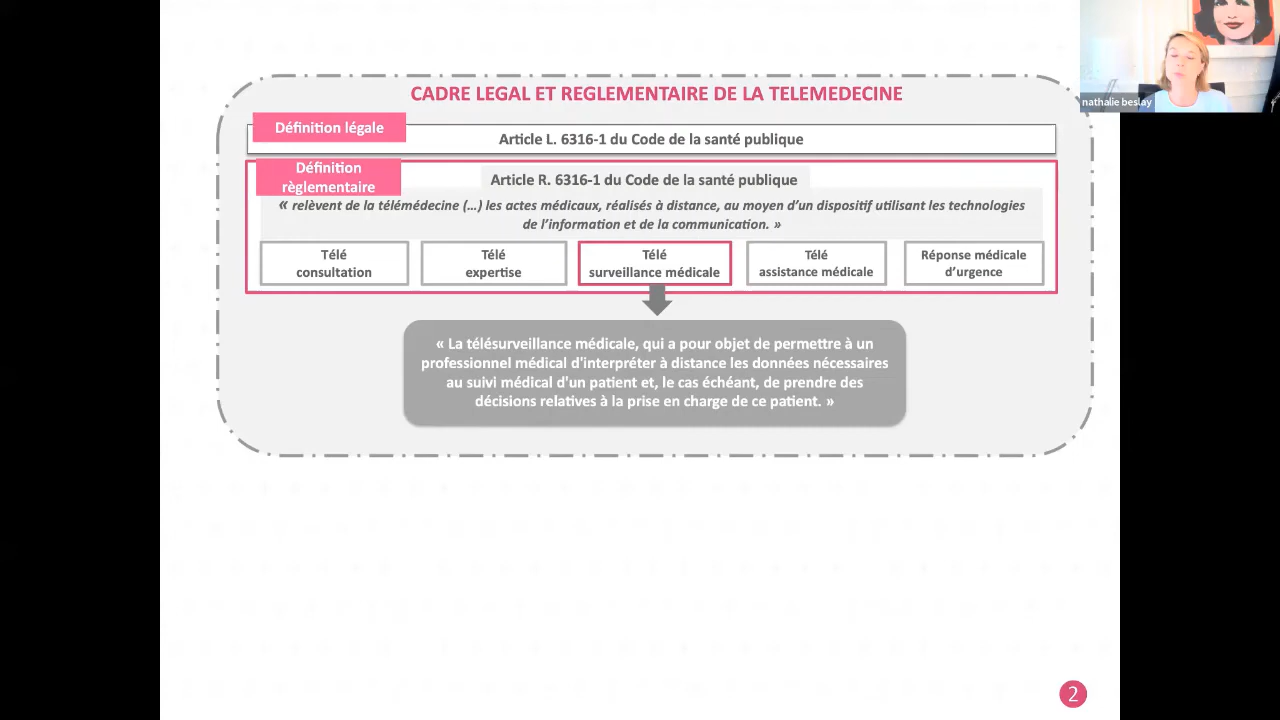 nathalie beslay
CADRE LEGAL ET REGLEMENTAIRE DE LA TELEMEDECINE
Définition légale
Article L. 6316-1 du Code de la santé publique
Définition
règlementaire
Article R. 6316-1 du Code de la santé publique
« relèvent de la télémédecine (…) les actes médicaux, réalisés à distance, au moyen d’un dispositif utilisant les technologies
de l’information et de la communication. »
Télé
consultation
Télé
expertise
Télé
surveillance médicale
Télé
assistance médicale
Réponse médicale
d’urgence
« La télésurveillance médicale, qui a pour objet de permettre à un
professionnel médical d'interpréter à distance les données nécessaires
au suivi médical d'un patient et, le cas échéant, de prendre des
décisions relatives à la prise en charge de ce patient. »
2